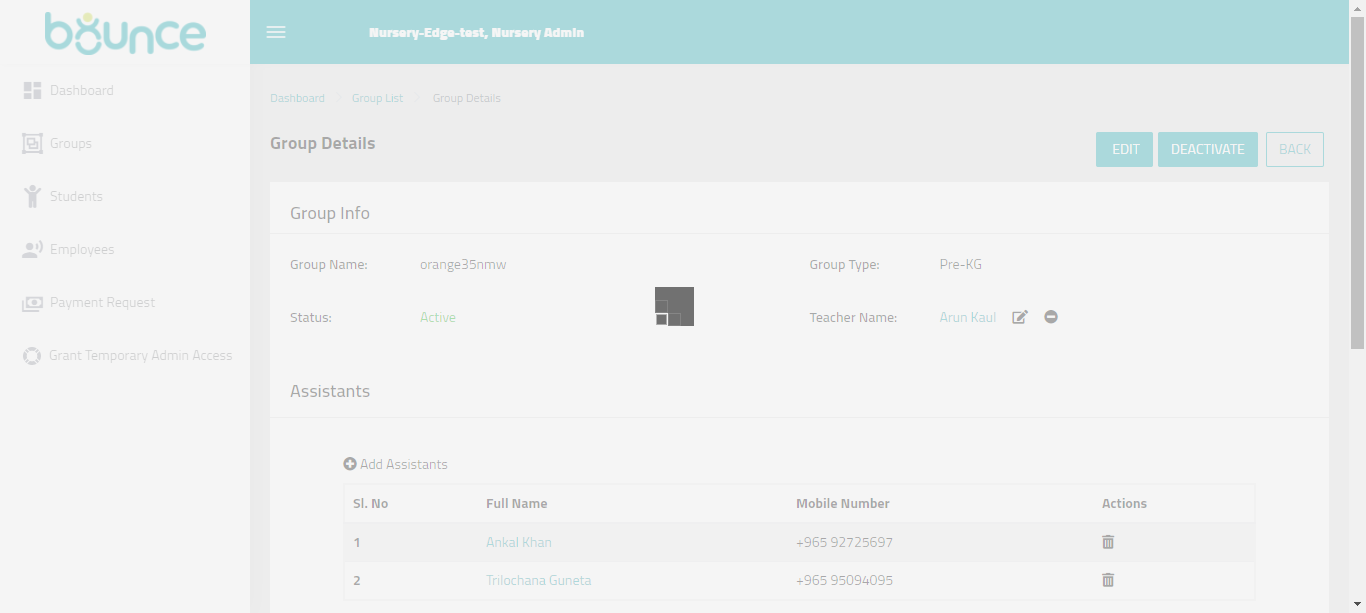 bounce
Nursery-Edge-test, Nursery Admin
Dashboard
Groups
Students
Employees
Payment Request
Grant Temporary Admin Access
Dashboard Group List Group Details
Group Details
EDIT DEACTIVATE BACK
Group Info
Group Name: orange35nmw Group Type: Pre-KG
Status: Active Teacher Name: Arun Kaul
Assistants
Add Assistants
Sl. No Full Name Mobile Number Actions
1 Ankal Khan +965 92725697
2 Trilochana Guneta +965 95094095